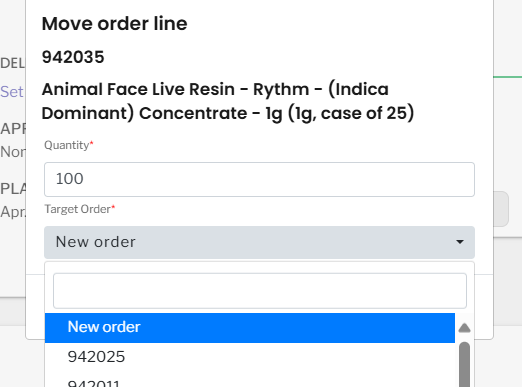 Move order line
942035
Animal Face Live Resin - Rythm - (Indica
Dominant) Concentrate - 1g (1g, case of 25)
Quantity*
100
Target Order*
New order
New order
942025
942011
DEL
Set
APP
Non
PLA
Apr.